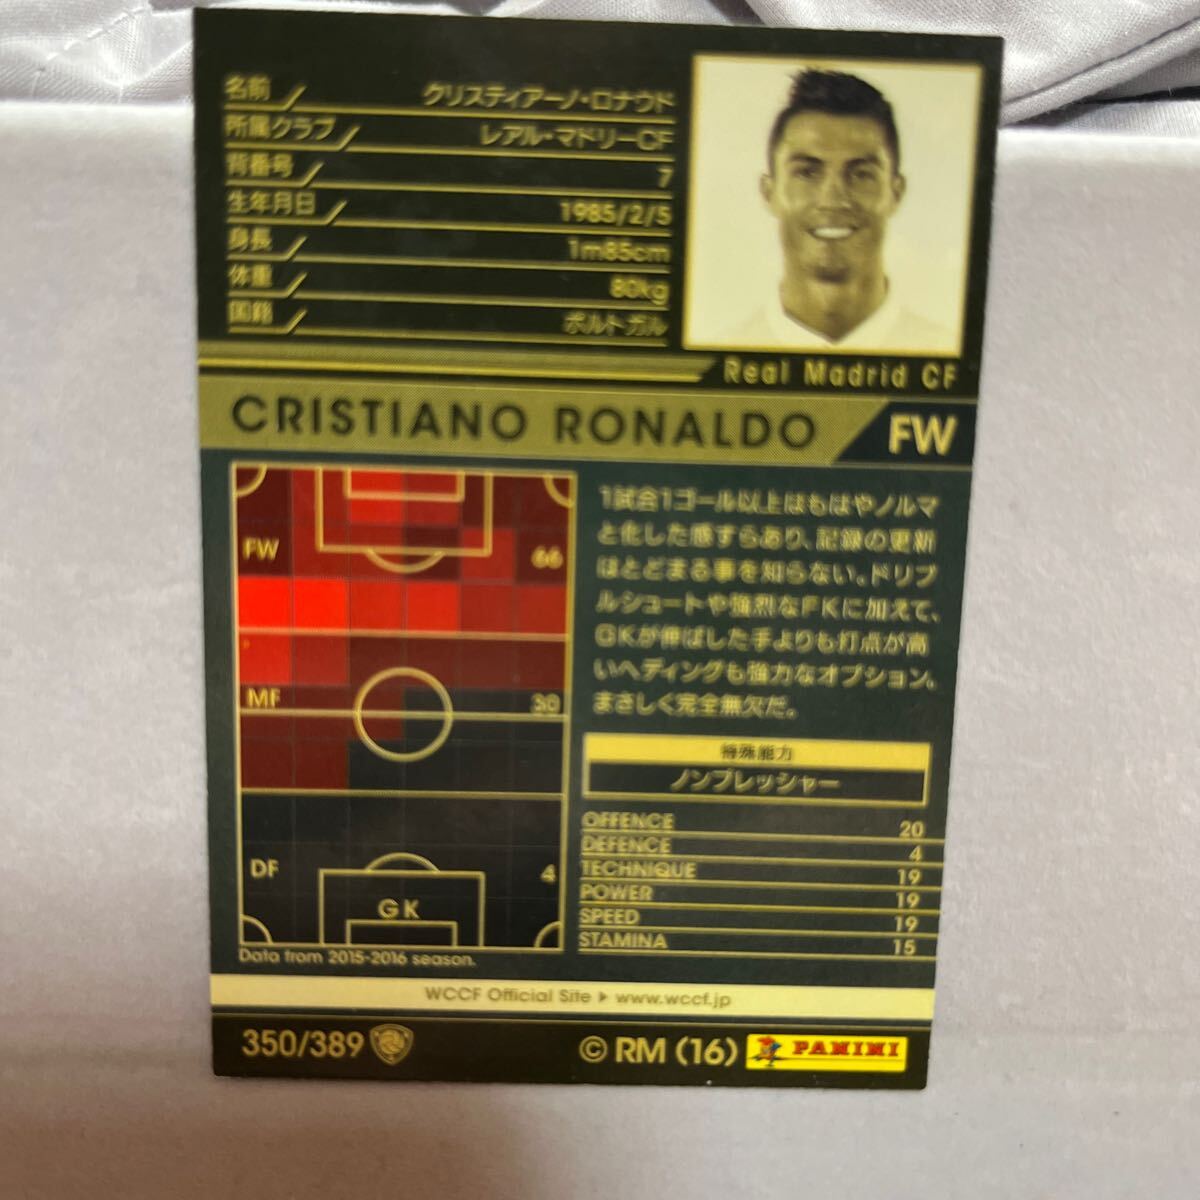 名前 クリスティアーノ・ロナウド
所属クラブ レアル・マドリーCF
背番号 7
生年月日 1985/2/5
身長 1m85cm
体重 80kg
国籍 ポルトガル
Real Madrid CF
CRISTIANO RONALDO FW
FW 66
MF 30
DF 4
GK
Data from 2015-2016 season.
1試合1ゴール以上はもはやノルマ
と化した感すらあり、記録の更新
はとどまる事を知らない。ドリブ
ルシュートや強烈なFKに加えて、
GKが伸ばした手よりも打点が高
いヘディングも強力なオプション。
まさしく完全無欠だ。
特殊能力
ノンプレッシャー
OFFENCE 20
DEFENCE 4
TECHNIQUE 19
POWER 19
SPEED 19
STAMINA 15
WCCF Official Site ▶ www.wccf.jp
350/389 © RM (16) PANINI